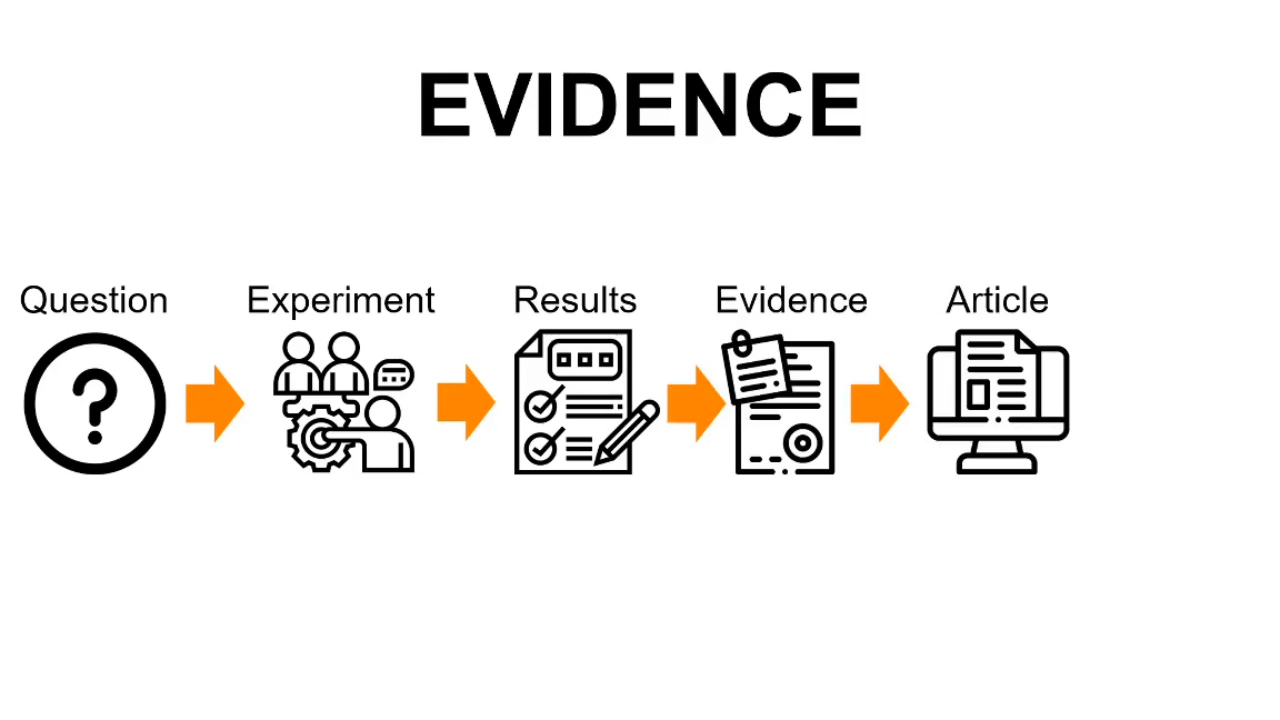 EVIDENCE
Question
Experiment
Results
Evidence
Article
?